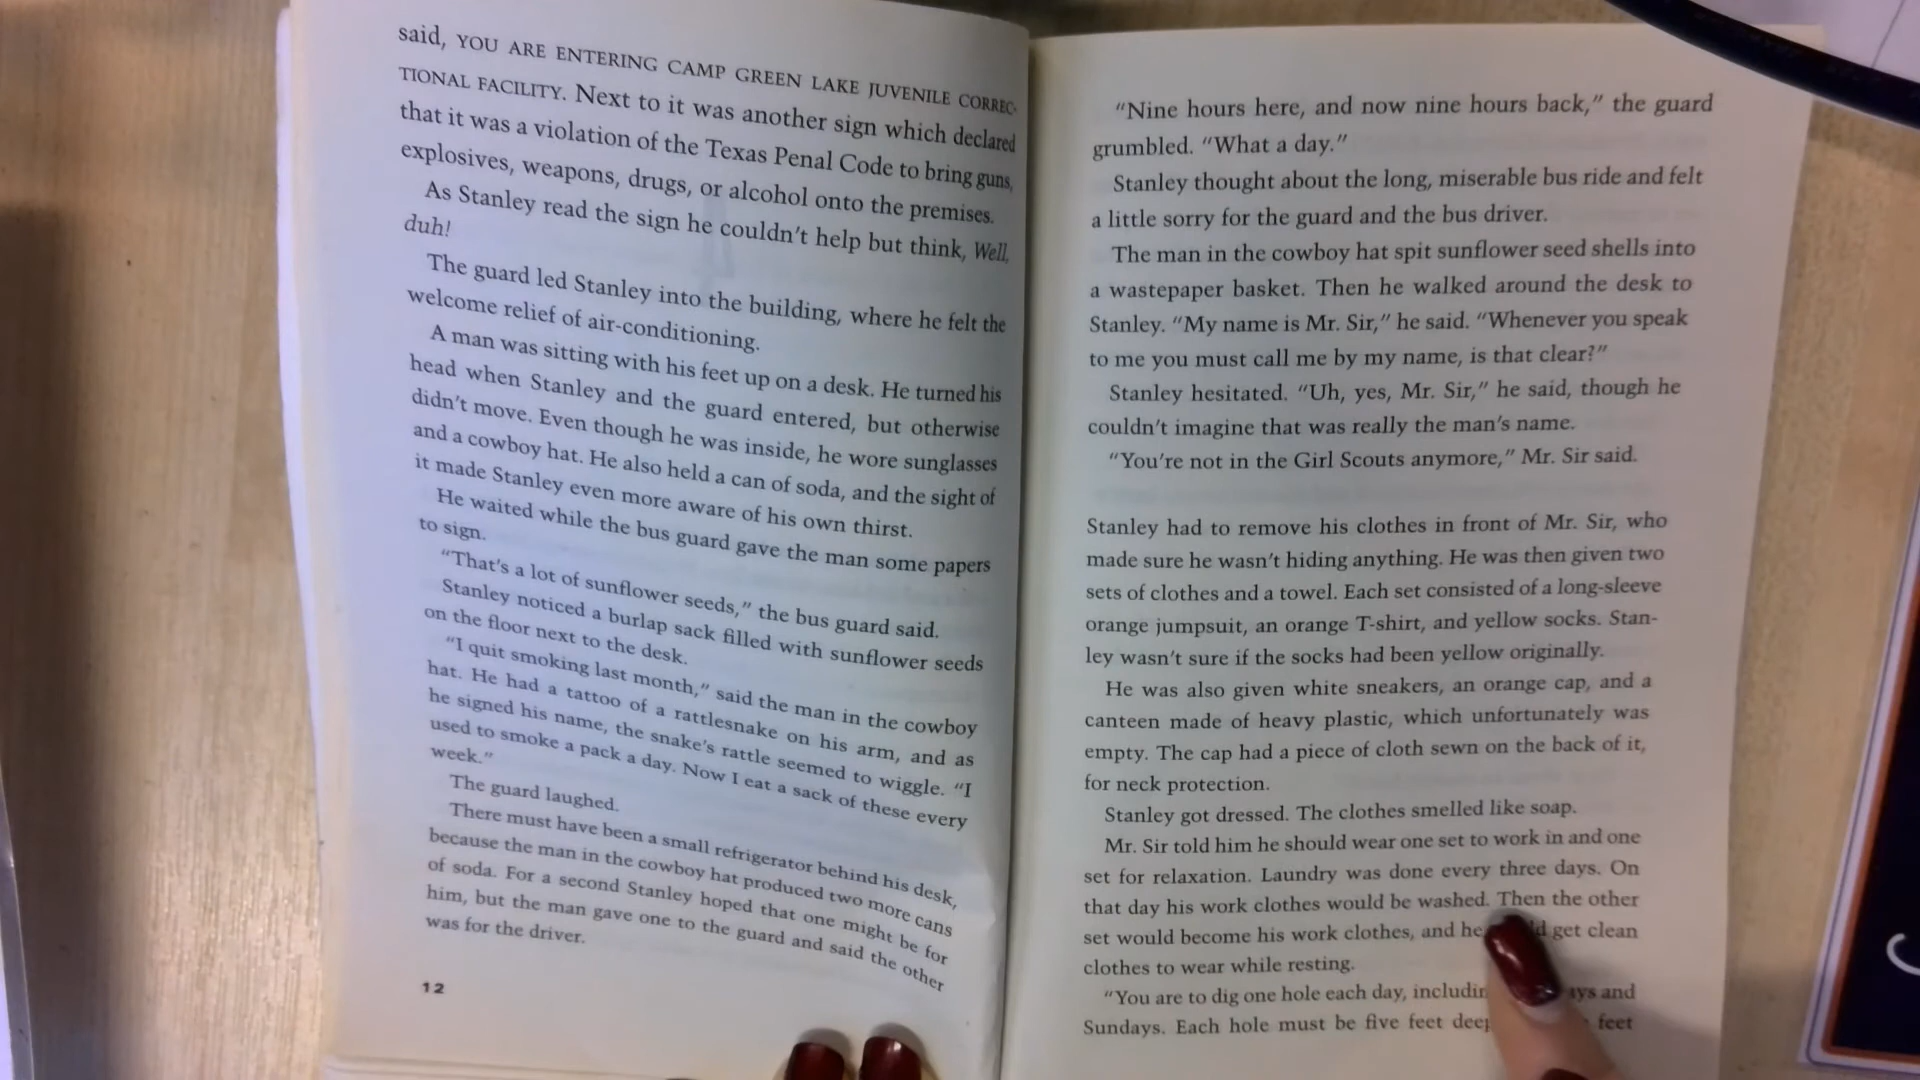 said, YOU ARE ENTERING CAMP GREEN LAKE JUVENILE CORREC-
TIONAL FACILITY. Next to it was another sign which declared
that it was a violation of the Texas Penal Code to bring guns,
explosives, weapons, drugs, or alcohol onto the premises.
As Stanley read the sign he couldn't help but think, Well,
duh!
The guard led Stanley into the building, where he felt the
welcome relief of air-conditioning.
A man was sitting with his feet up on a desk. He turned his
head when Stanley and the guard entered, but otherwise
didn't move. Even though he was inside, he wore sunglasses
and a cowboy hat. He also held a can of soda, and the sight of
it made Stanley even more aware of his own thirst.
He waited while the bus guard gave the man some papers
to sign.
"That's a lot of sunflower seeds," the bus guard said.
Stanley noticed a burlap sack filled with sunflower seeds
on the floor next to the desk.
"I quit smoking last month," said the man in the cowboy
hat. He had a tattoo of a rattlesnake on his arm, and as
he signed his name, the snake's rattle seemed to wiggle. "I
used to smoke a pack a day. Now I eat a sack of these every
week."
The guard laughed.
There must have been a small refrigerator behind his desk,
because the man in the cowboy hat produced two more cans
of soda. For a second Stanley hoped that one might be for
him, but the man gave one to the guard and said the other
was for the driver.
12
"Nine hours here, and now nine hours back," the guard
grumbled. "What a day."
Stanley thought about the long, miserable bus ride and felt
a little sorry for the guard and the bus driver.
The man in the cowboy hat spit sunflower seed shells into
a wastepaper basket. Then he walked around the desk to
Stanley. "My name is Mr. Sir," he said. "Whenever you speak
to me you must call me by my name, is that clear?"
Stanley hesitated. "Uh, yes, Mr. Sir," he said, though he
couldn't imagine that was really the man's name.
"You're not in the Girl Scouts anymore," Mr. Sir said.
Stanley had to remove his clothes in front of Mr. Sir, who
made sure he wasn't hiding anything. He was then given two
sets of clothes and a towel. Each set consisted of a long-sleeve
orange jumpsuit, an orange T-shirt, and yellow socks. Stan-
ley wasn't sure if the socks had been yellow originally.
He was also given white sneakers, an orange cap, and a
canteen made of heavy plastic, which unfortunately was
empty. The cap had a piece of cloth sewn on the back of it,
for neck protection.
Stanley got dressed. The clothes smelled like soap.
Mr. Sir told him he should wear one set to work in and one
set for relaxation. Laundry was done every three days. On
that day his work clothes would be washed. Then the other
set would become his work clothes, and he get clean
clothes to wear while resting.
"You are to dig one hole each day, and
Sundays. Each hole must be five feet feet